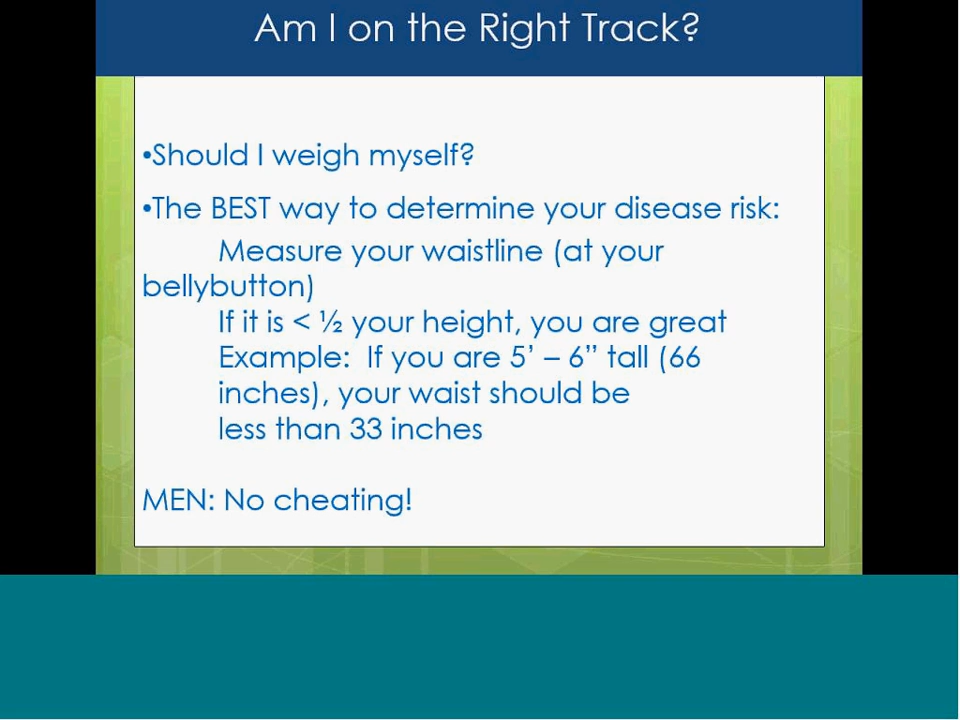 Am I on the Right Track?
•Should I weigh myself?
•The BEST way to determine your disease risk:
Measure your waistline (at your
bellybutton)
If it is < ½ your height, you are great
Example:  If you are 5’ – 6” tall (66
inches), your waist should be
less than 33 inches
MEN: No cheating!